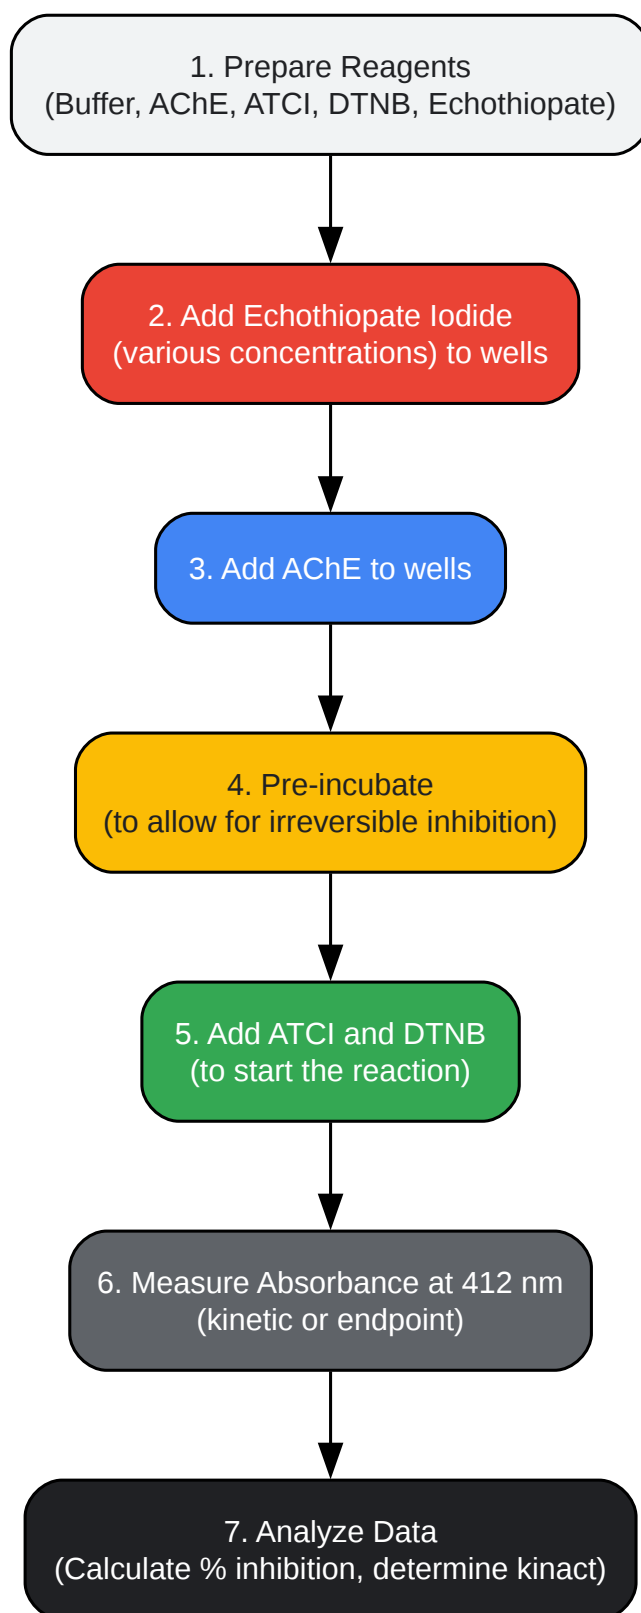 1. Prepare Reagents
(Buffer, AChE, ATCI, DTNB, Echothiopate)
2. Add Echothiopate Iodide
(various concentrations) to wells
3. Add AChE to wells
4. Pre-incubate
(to allow for irreversible inhibition)
5. Add ATCI and DTNB
(to start the reaction)
6. Measure Absorbance at 412 nm
(kinetic or endpoint)
7. Analyze Data
(Calculate % inhibition, determine kinact)